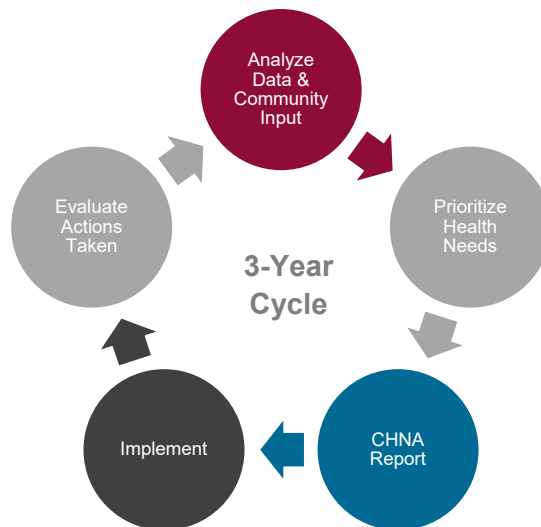 Analyze
Data &
Community
Input
Prioritize
Health
Needs
CHNA
Report
Implement
Evaluate
Actions
Taken
3-Year
Cycle